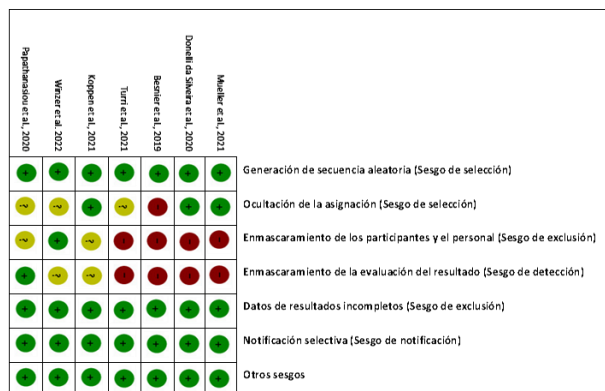 Papathanasiou et al., 2020
Winzer et al. 2022
Koppen et al., 2021
Turri et al., 2021
Besnier et al., 2019
Donelli da Silveira et al., 2020
Mueller et al., 2021
+ + + + + + + Generación de secuencia aleatoria (Sesgo de selección)
? ? + ? - + + Ocultación de la asignación (Sesgo de selección)
? + ? - - - - Enmascaramiento de los participantes y el personal (Sesgo de exclusión)
+ ? ? - - - - Enmascaramiento de la evaluación del resultado (Sesgo de detección)
+ + + + + + + Datos de resultados incompletos (Sesgo de exclusión)
+ + + + + + + Notificación selectiva (Sesgo de notificación)
+ + + + + + + Otros sesgos